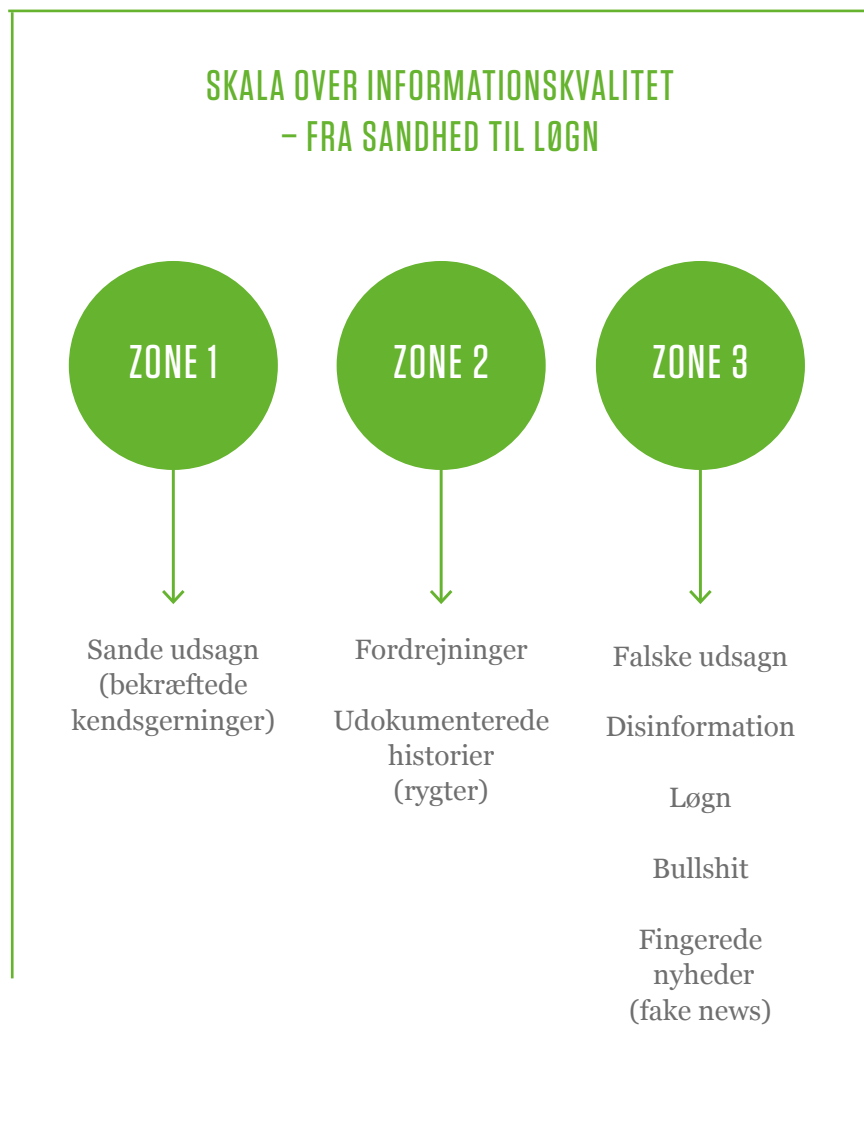 SKALA OVER INFORMATIONSKVALITET
– FRA SANDHED TIL LØGN
ZONE 1
Sande udsagn
(bekræftede
kendsgerninger)
ZONE 2
Fordrejninger
Udokumenterede
historier
(rygter)
ZONE 3
Falske udsagn
Disinformation
Løgn
Bullshit
Fingerede
nyheder
(fake news)